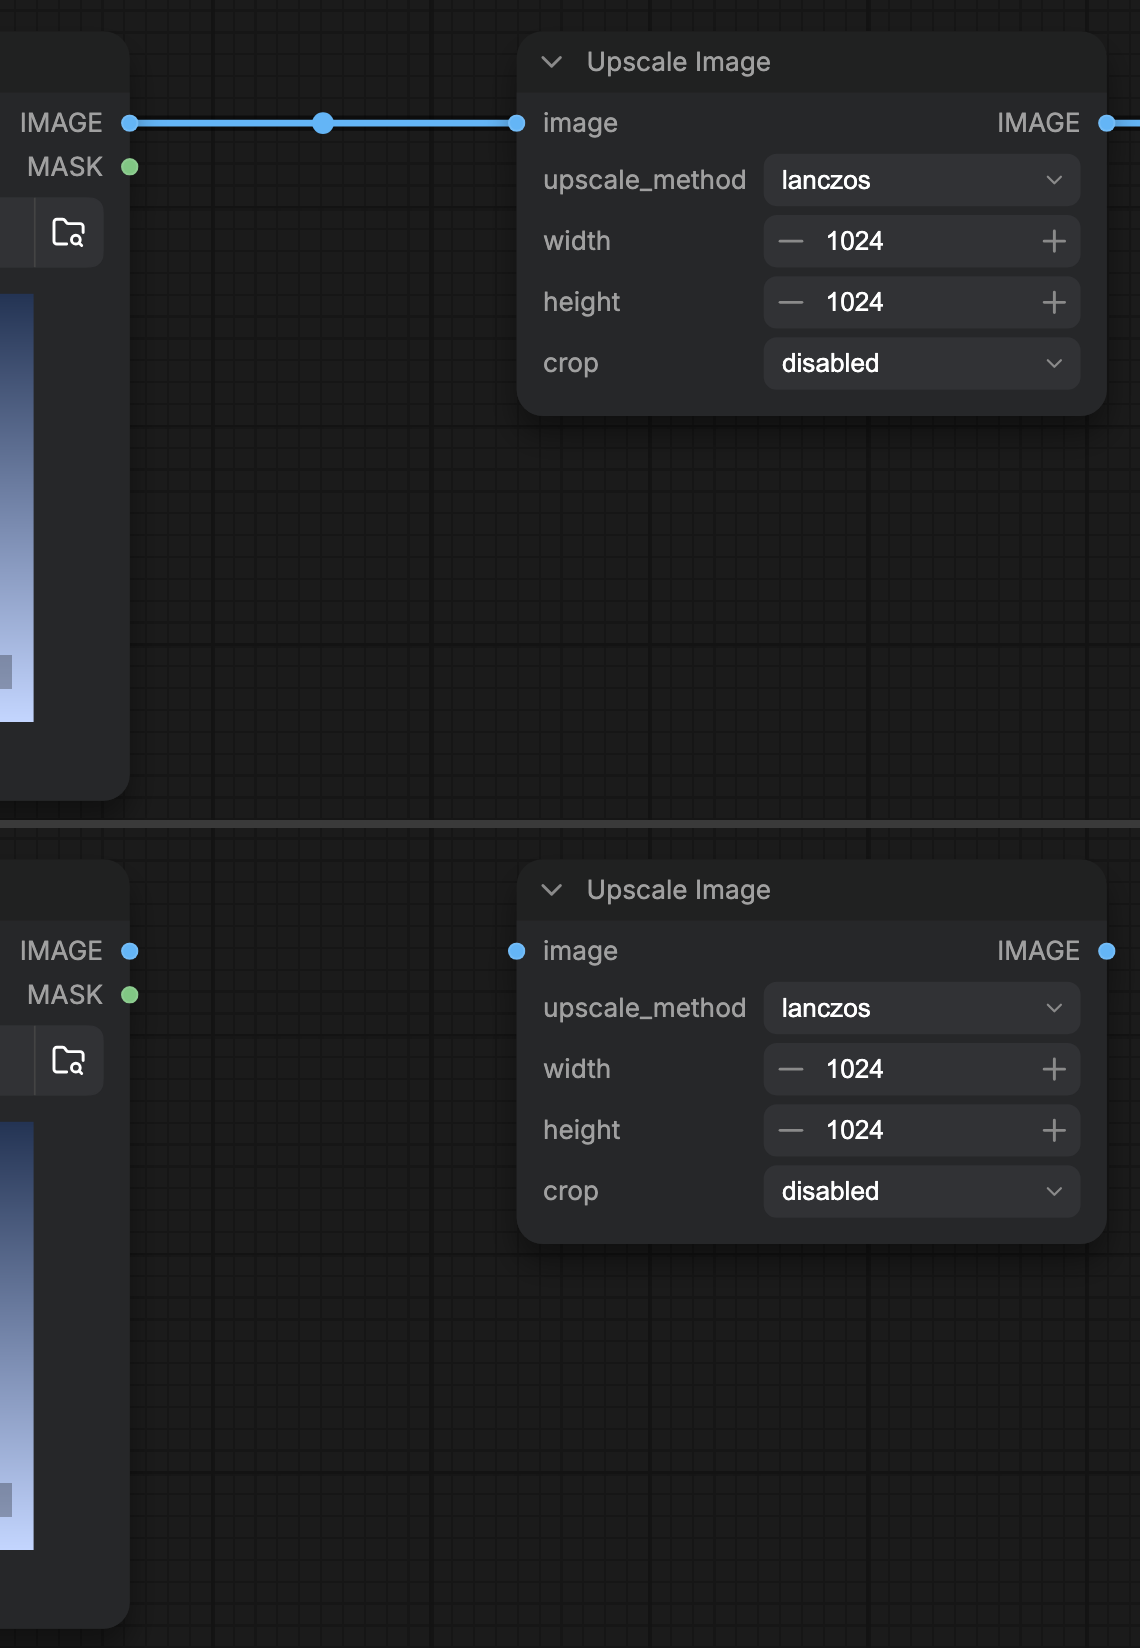 Upscale Image
IMAGE
image
IMAGE
MASK
upscale_method
lanczos
width
1024
height
1024
crop
disabled
Upscale Image
IMAGE
image
IMAGE
MASK
upscale_method
lanczos
width
1024
height
1024
crop
disabled